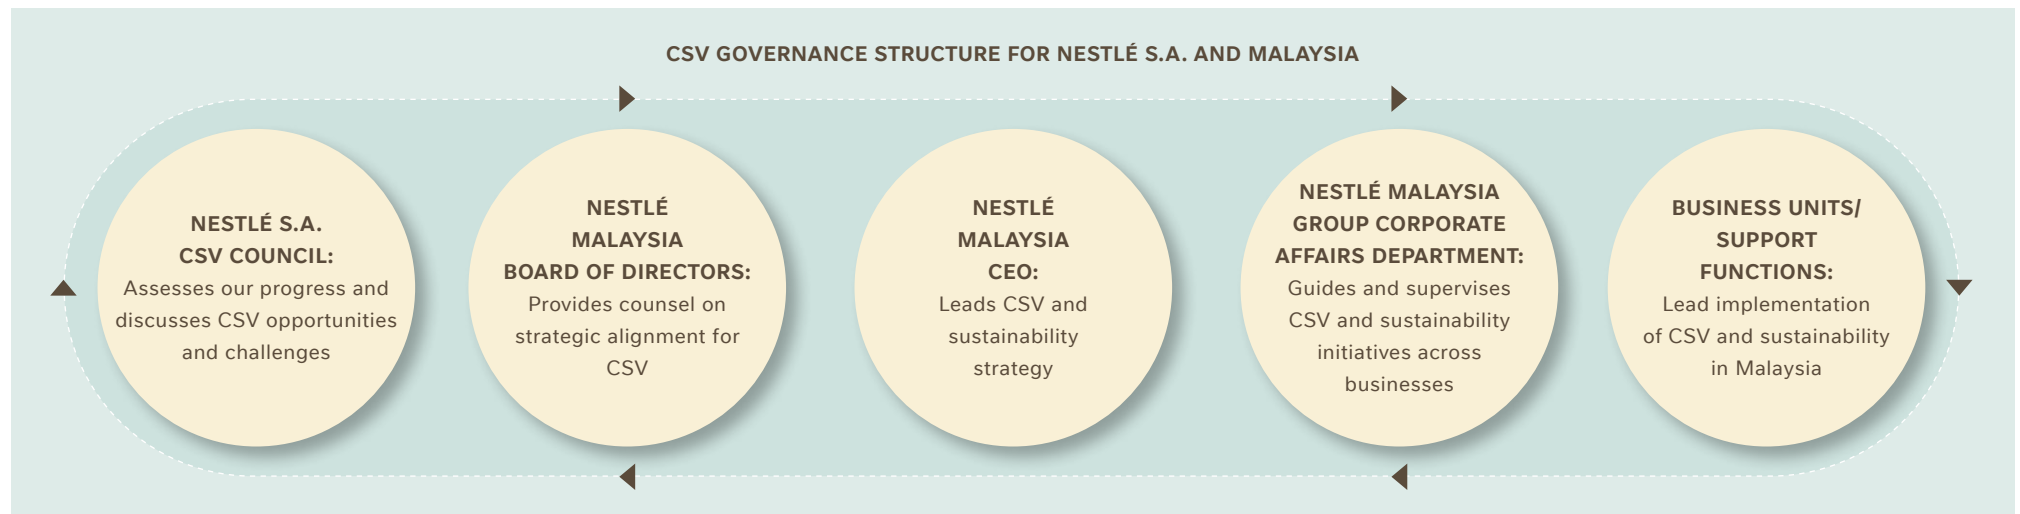 CSV GOVERNANCE STRUCTURE FOR NESTLÉ S.A. AND MALAYSIA
NESTLÉ S.A.
CSV COUNCIL:
Assesses our progress and
discusses CSV opportunities
and challenges
NESTLÉ
MALAYSIA
BOARD OF DIRECTORS:
Provides counsel on
strategic alignment for
CSV
NESTLÉ
MALAYSIA
CEO:
Leads CSV and
sustainability
strategy
NESTLÉ MALAYSIA
GROUP CORPORATE
AFFAIRS DEPARTMENT:
Guides and supervises
CSV and sustainability
initiatives across
businesses
BUSINESS UNITS/
SUPPORT
FUNCTIONS:
Lead implementation
of CSV and sustainability
in Malaysia